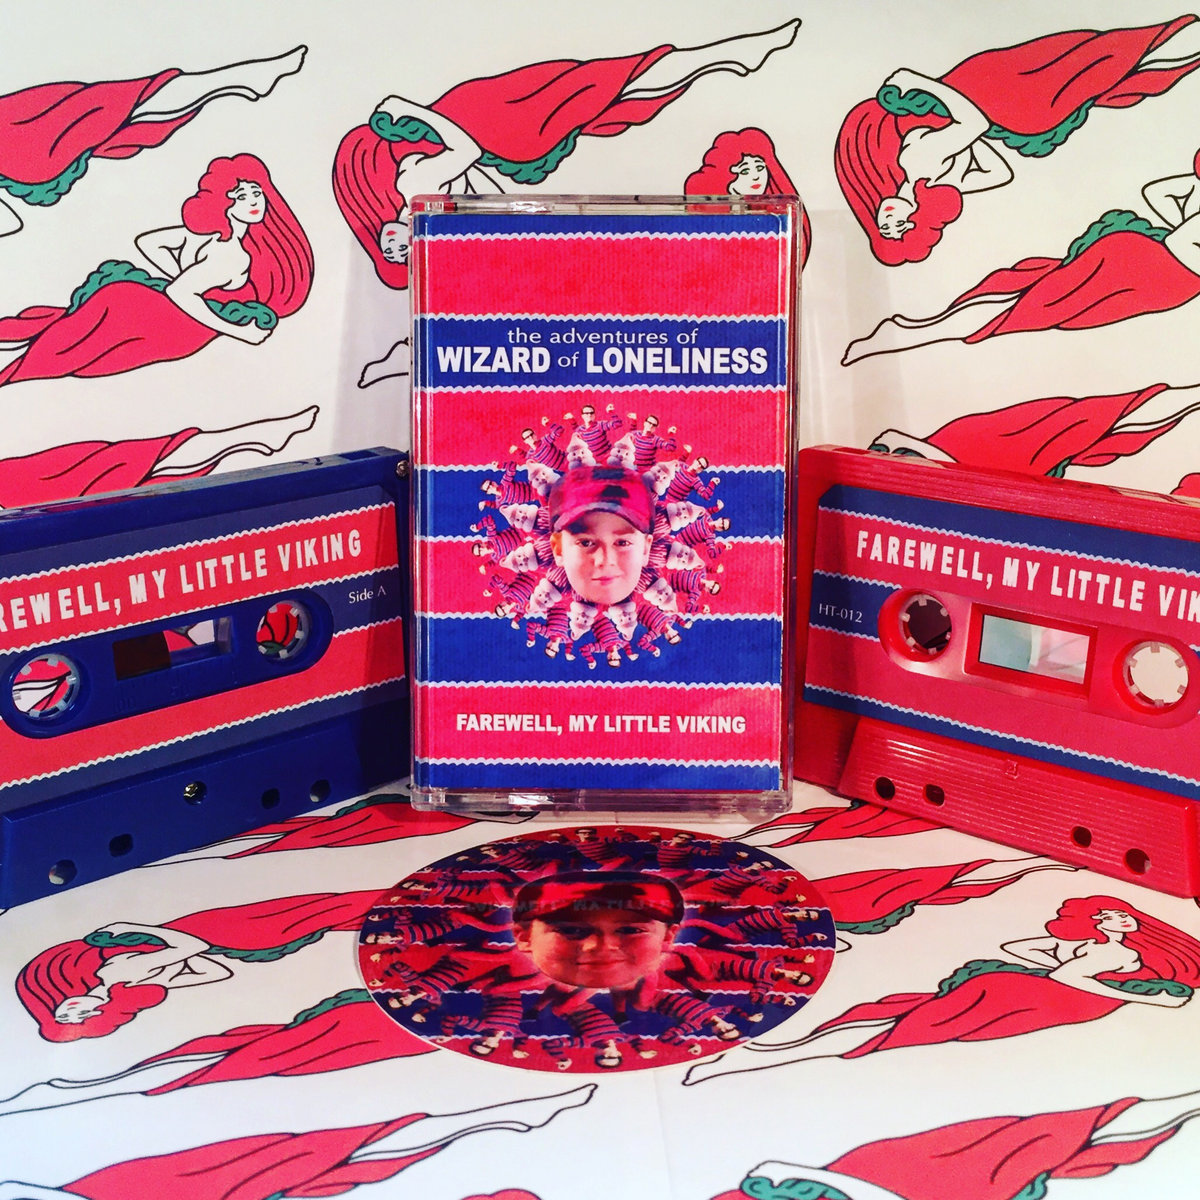 the adventures of
WIZARD of LONELINESS
FAREWELL, MY LITTLE VIKING
REWELL, MY LITTLE VIKING
Side A
FAREWELL, MY LITTLE VIK
HT-012